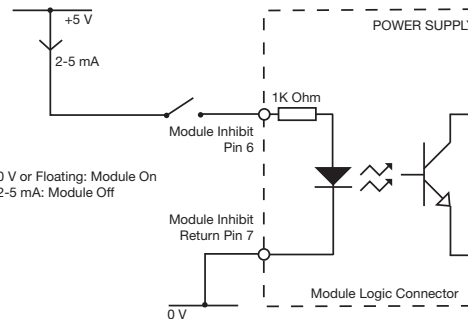 +5 V
POWER SUPPLY
2-5 mA
1K Ohm
Module Inhibit
Pin 6
0 V or Floating: Module On
2-5 mA: Module Off
Module Inhibit
Return Pin 7
Module Logic Connector
0 V